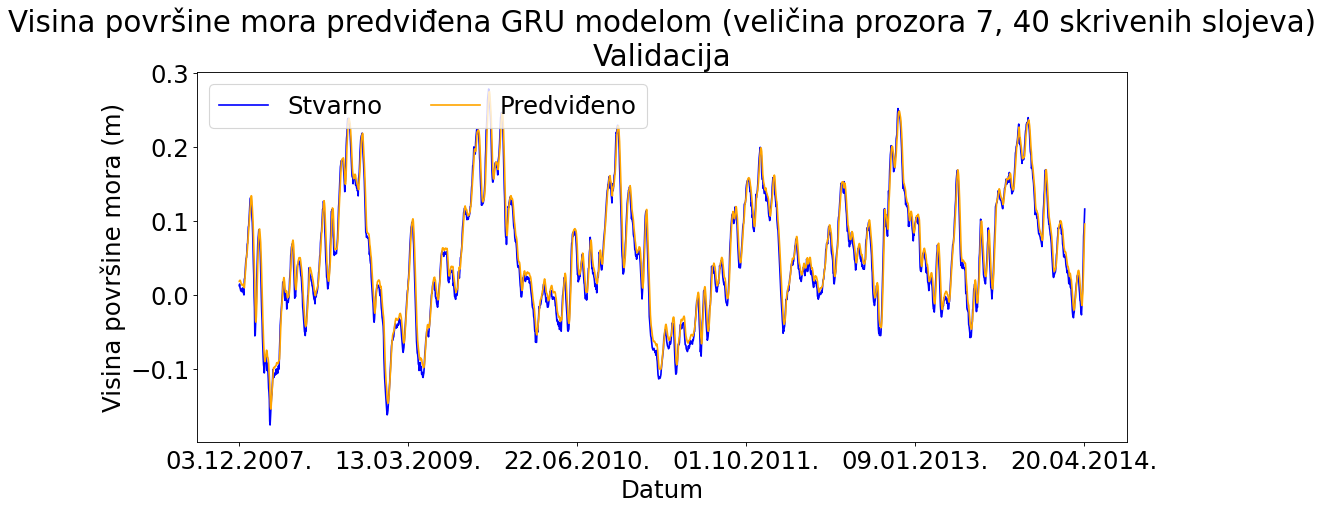 Visina površine mora predviđena GRU modelom (veličina prozora 7, 40 skrivenih slojeva)
Validacija
Stvarno
Predviđeno
Visina površine mora (m)
0.3
0.2
0.1
0.0
−0.1
03.12.2007.
13.03.2009.
22.06.2010.
01.10.2011.
09.01.2013.
20.04.2014.
Datum